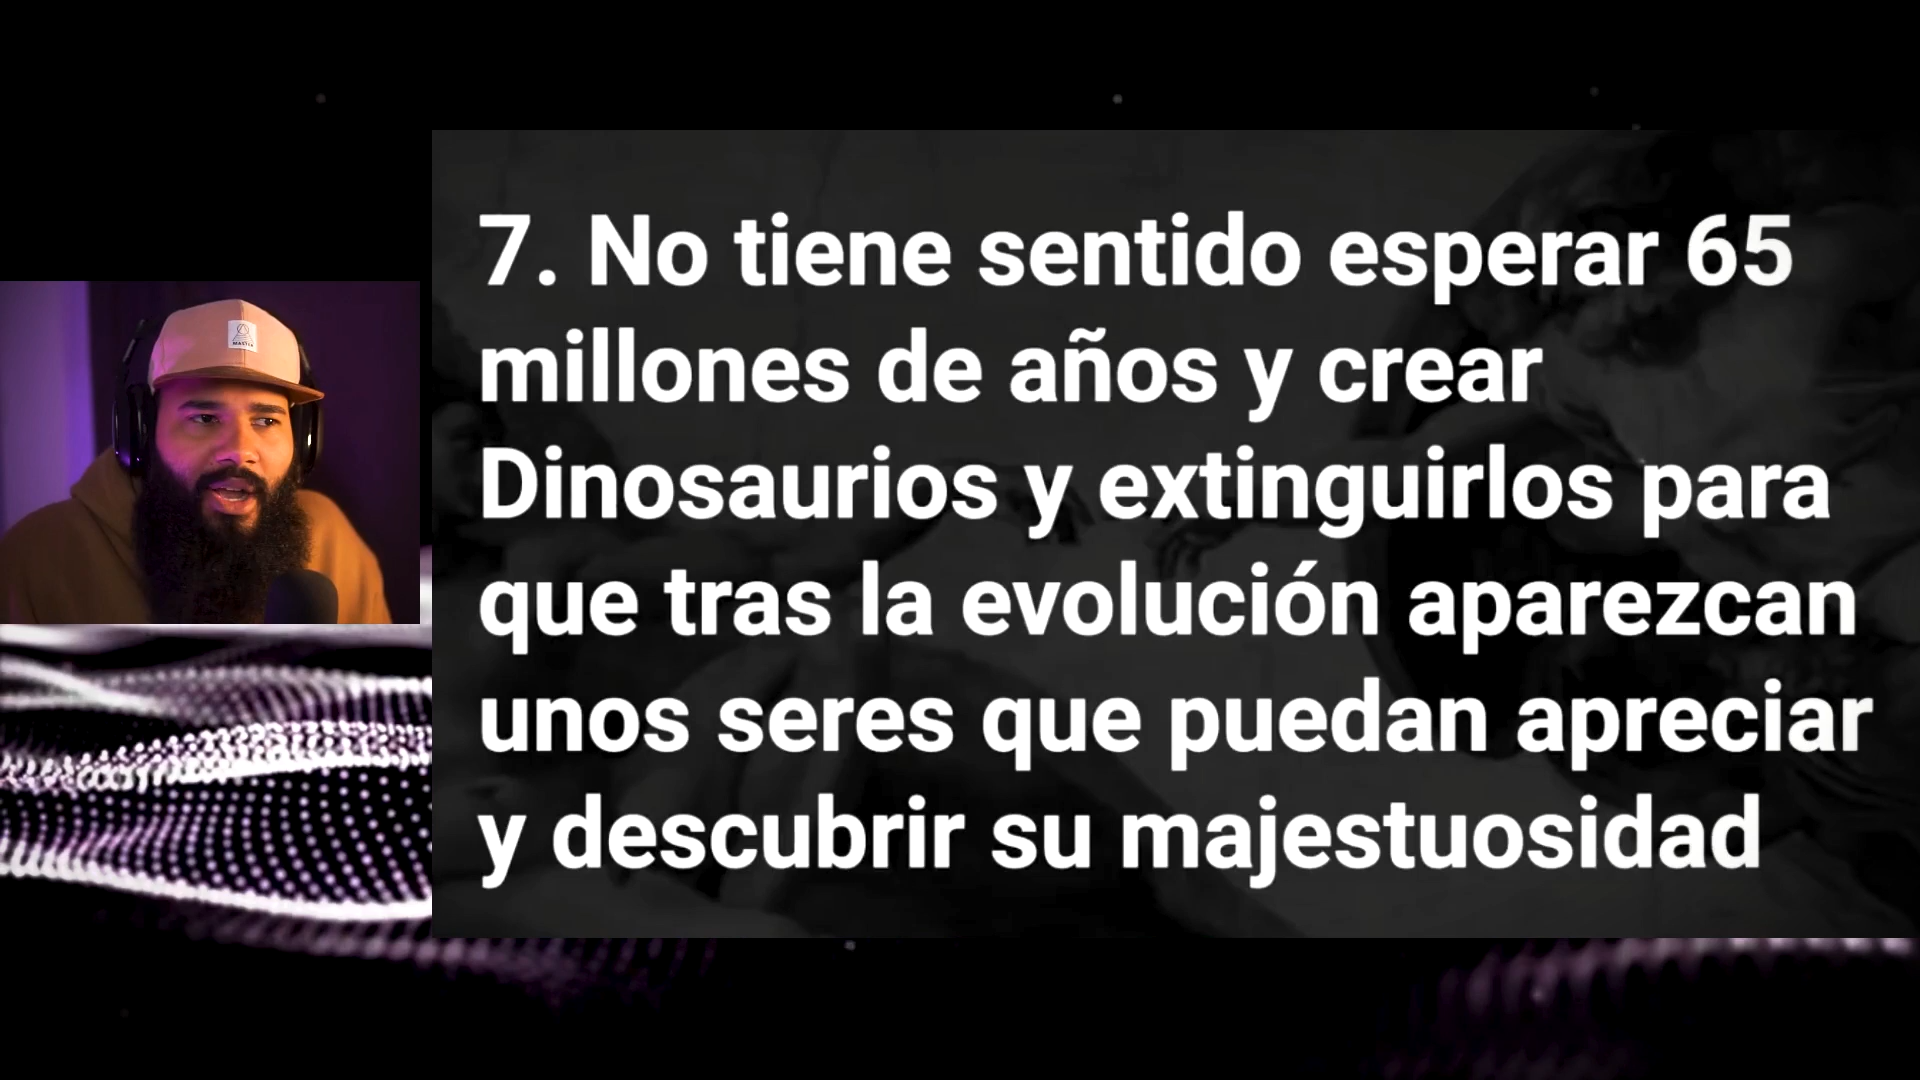 7. No tiene sentido esperar 65
millones de años y crear
Dinosaurios y extinguirlos para
que tras la evolución aparezcan
unos seres que puedan apreciar
y descubrir su majestuosidad